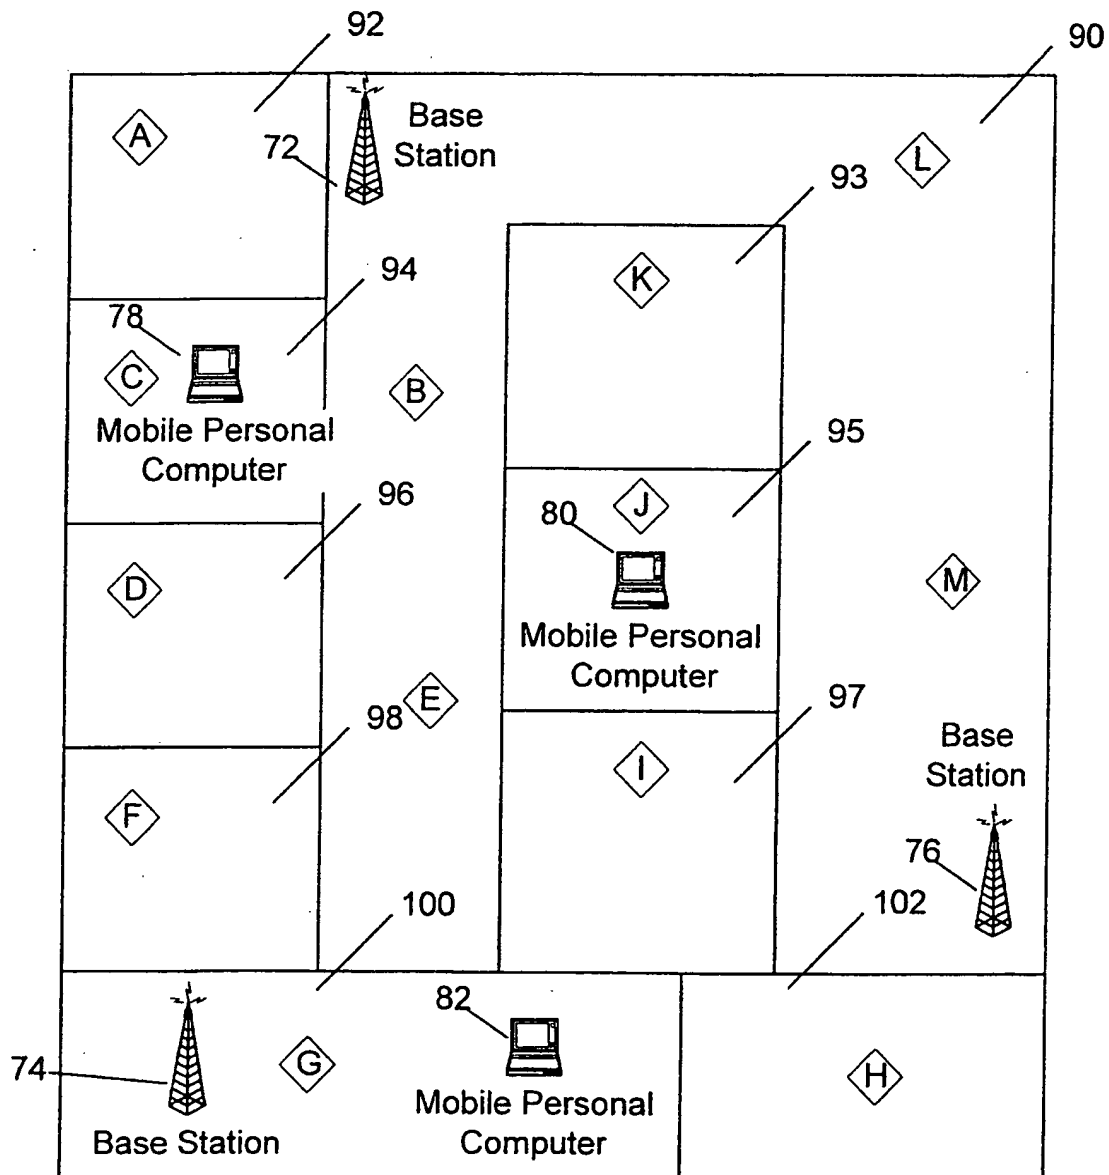 92
90
A
Base
Station
72
L
93
K
94
78
C
B
Mobile Personal
Computer
95
96
J
80
D
M
Mobile Personal
Computer
E
98
97
I
Base
Station
F
76
100
102
82
74
G
H
Mobile Personal
Computer
Base Station